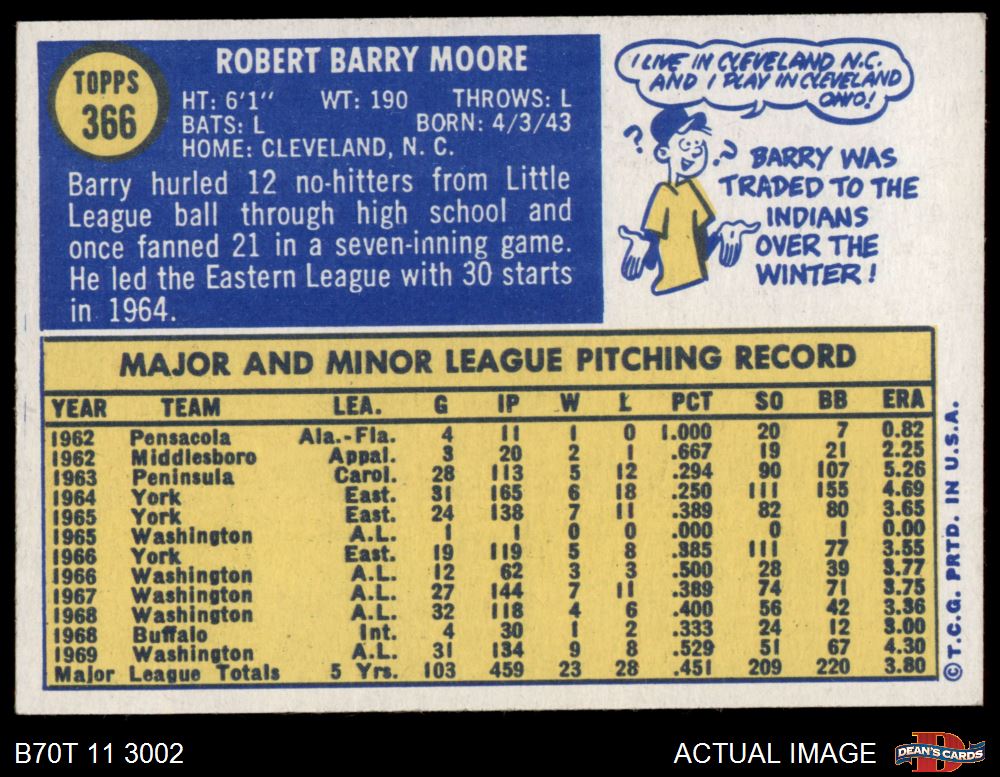 TOPPS
366
ROBERT BARRY MOORE
HT: 6'1" WT: 190 THROWS: L
BATS: L BORN: 4/3/43
HOME: CLEVELAND, N. C.
Barry hurled 12 no-hitters from Little
League ball through high school and
once fanned 21 in a seven-inning game.
He led the Eastern League with 30 starts
in 1964.
I LIVE IN CLEVELAND N.C.
AND I PLAY IN CLEVELAND
OHIO!
? ?
BARRY WAS
TRADED TO THE
INDIANS
OVER THE
WINTER!
MAJOR AND MINOR LEAGUE PITCHING RECORD
YEAR TEAM LEA. G IP W L PCT SO BB ERA
1962 Pensacola Ala.-Fla. 4 11 1 0 1.000 20 7 0.82
1962 Middlesboro Appal. 3 20 2 1 .667 19 21 2.25
1963 Peninsula Carol. 28 113 5 12 .294 90 107 5.26
1964 York East. 31 165 6 18 .250 111 155 4.69
1965 York East. 24 138 7 11 .389 82 80 3.65
1965 Washington A.L. 1 1 0 0 .000 0 1 0.00
1966 York East. 19 119 5 8 .385 111 77 3.55
1966 Washington A.L. 12 62 3 3 .500 28 39 3.77
1967 Washington A.L. 27 144 7 11 .389 74 71 3.75
1968 Washington A.L. 32 118 4 6 .400 56 42 3.36
1968 Buffalo Int. 4 30 1 2 .333 24 12 3.00
1969 Washington A.L. 31 134 9 8 .529 51 67 4.30
Major League Totals 5 Yrs. 103 459 23 28 .451 209 220 3.80
©T.C.G. PRTD. IN U.S.A.
B70T 11 3002
ACTUAL IMAGE
DEAN'S CARDS